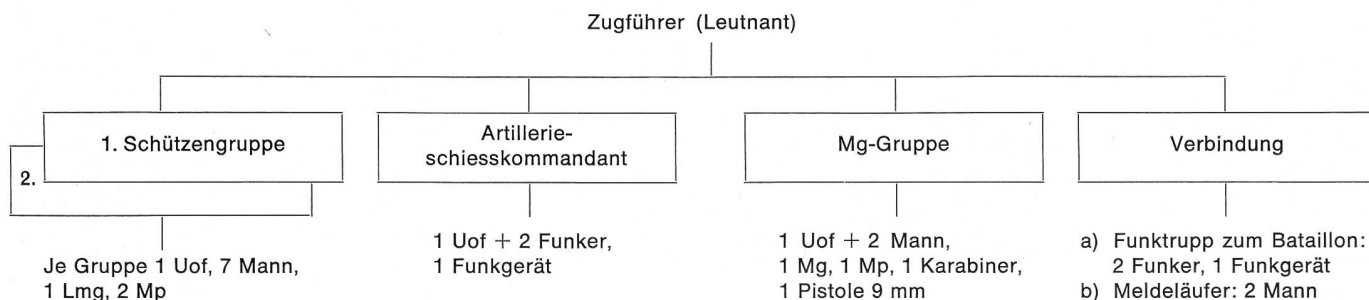 Zugführer (Leutnant)
1. Schützengruppe
2.
Je Gruppe 1 Uof, 7 Mann,
1 Lmg, 2 Mp
Artillerie-
schiesskommandant
1 Uof + 2 Funker,
1 Funkgerät
Mg-Gruppe
1 Uof + 2 Mann,
1 Mg, 1 Mp, 1 Karabiner,
1 Pistole 9 mm
Verbindung
a) Funktrupp zum Bataillon:
2 Funker, 1 Funkgerät
b) Meldeläufer: 2 Mann